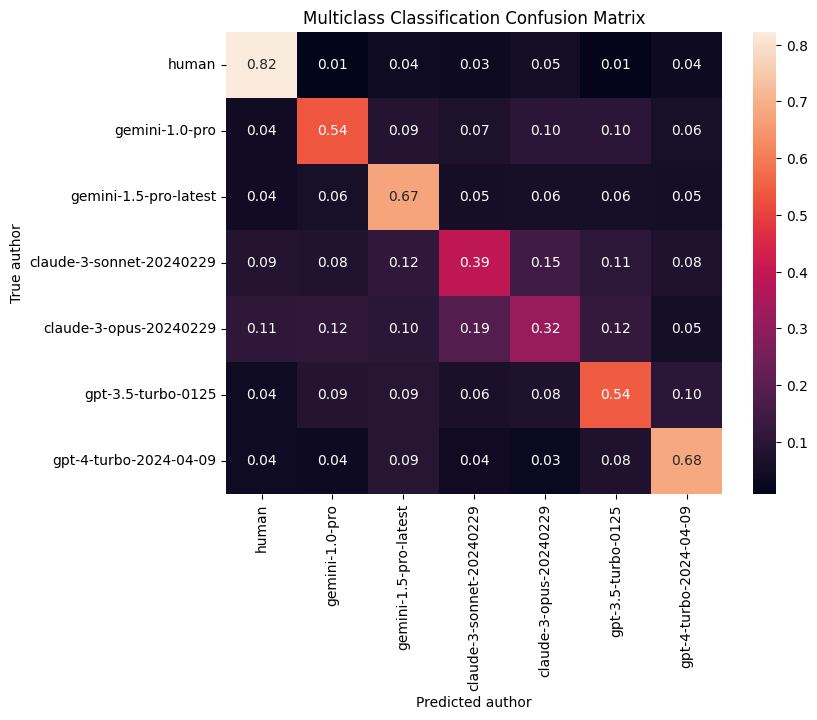 Multiclass Classification Confusion Matrix
True author
human 0.82 0.01 0.04 0.03 0.05 0.01 0.04
gemini-1.0-pro 0.04 0.54 0.09 0.07 0.10 0.10 0.06
gemini-1.5-pro-latest 0.04 0.06 0.67 0.05 0.06 0.06 0.05
claude-3-sonnet-20240229 0.09 0.08 0.12 0.39 0.15 0.11 0.08
claude-3-opus-20240229 0.11 0.12 0.10 0.19 0.32 0.12 0.05
gpt-3.5-turbo-0125 0.04 0.09 0.09 0.06 0.08 0.54 0.10
gpt-4-turbo-2024-04-09 0.04 0.04 0.09 0.04 0.03 0.08 0.68
human
gemini-1.0-pro
gemini-1.5-pro-latest
claude-3-sonnet-20240229
claude-3-opus-20240229
gpt-3.5-turbo-0125
gpt-4-turbo-2024-04-09
Predicted author
0.8
0.7
0.6
0.5
0.4
0.3
0.2
0.1